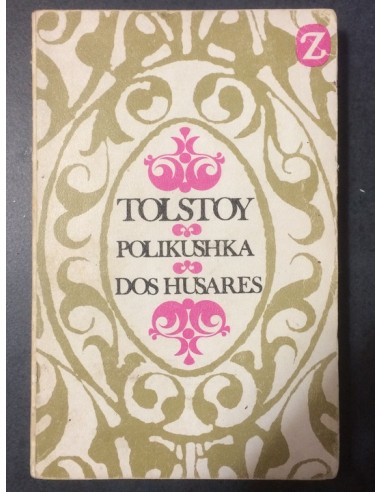 Z
TOLSTOY
POLIKUSHKA
DOS HUSARES